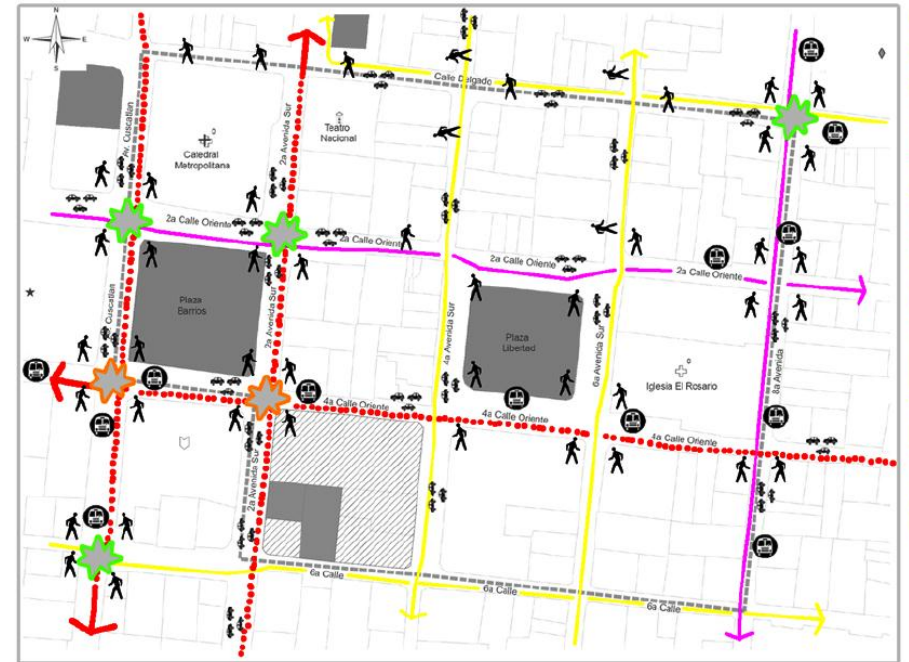 N
W
E
S
Calle Delgado
Av. Cuscatlan
2a Avenida Sur
Teatro
Nacional
Catedral
Metropolitana
2a Calle Oriente
2a Calle Oriente
2a Calle Oriente
2a Calle Oriente
Plaza
Barrios
Cuscatlan
2a Avenida Sur
4a Avenida Sur
Plaza
Libertad
6a Avenida Sur
Iglesia El Rosario
8a Avenida
4a Calle Oriente
4a Calle Oriente
4a Calle Oriente
2a Avenida Sur
6a Calle
6a Calle
6a Calle